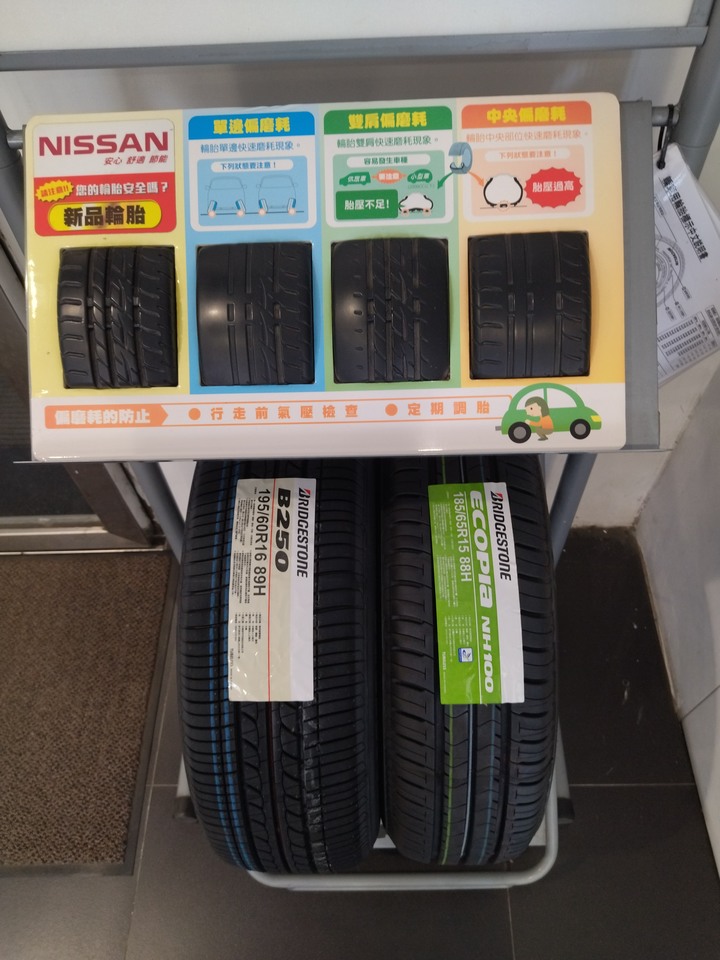 NISSAN
安心 舒適 節能
請注意!!
您的輪胎安全嗎？
新品輪胎
單邊偏磨耗
輪胎單邊快速磨耗現象。
下列狀態要注意！
雙肩偏磨耗
輪胎雙肩快速磨耗現象。
容易發生車種
小型車
胎壓不足！
中央偏磨耗
輪胎中央部位快速磨耗現象。
下列狀態要注意！
胎壓過高
偏磨耗的防止
●行走前氣壓檢查
●定期調胎
BRIDGESTONE
B250
195/60R16 89H
BRIDGESTONE
ECOPIA NH100
185/65R15 88H